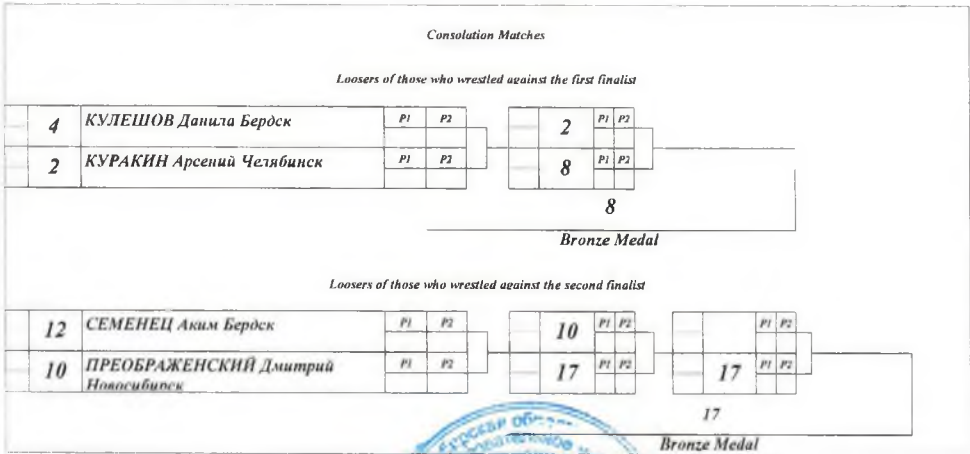 Consolation Matches
Loosers of those who wrestled against the first finalist
4 КУЛЕШОВ Данила Бердск P1 P2 2 P1 P2
2 КУРАКИН Арсений Челябинск P1 P2 8 P1 P2
8
Bronze Medal
Loosers of those who wrestled against the second finalist
12 СЕМЕНЕЦ Аким Бердск P1 P2 10 P1 P2 P1 P2
10 ПРЕОБРАЖЕНСКИЙ Дмитрий P1 P2 17 P1 P2 17 P1 P2
Новосибирск
17
Bronze Medal